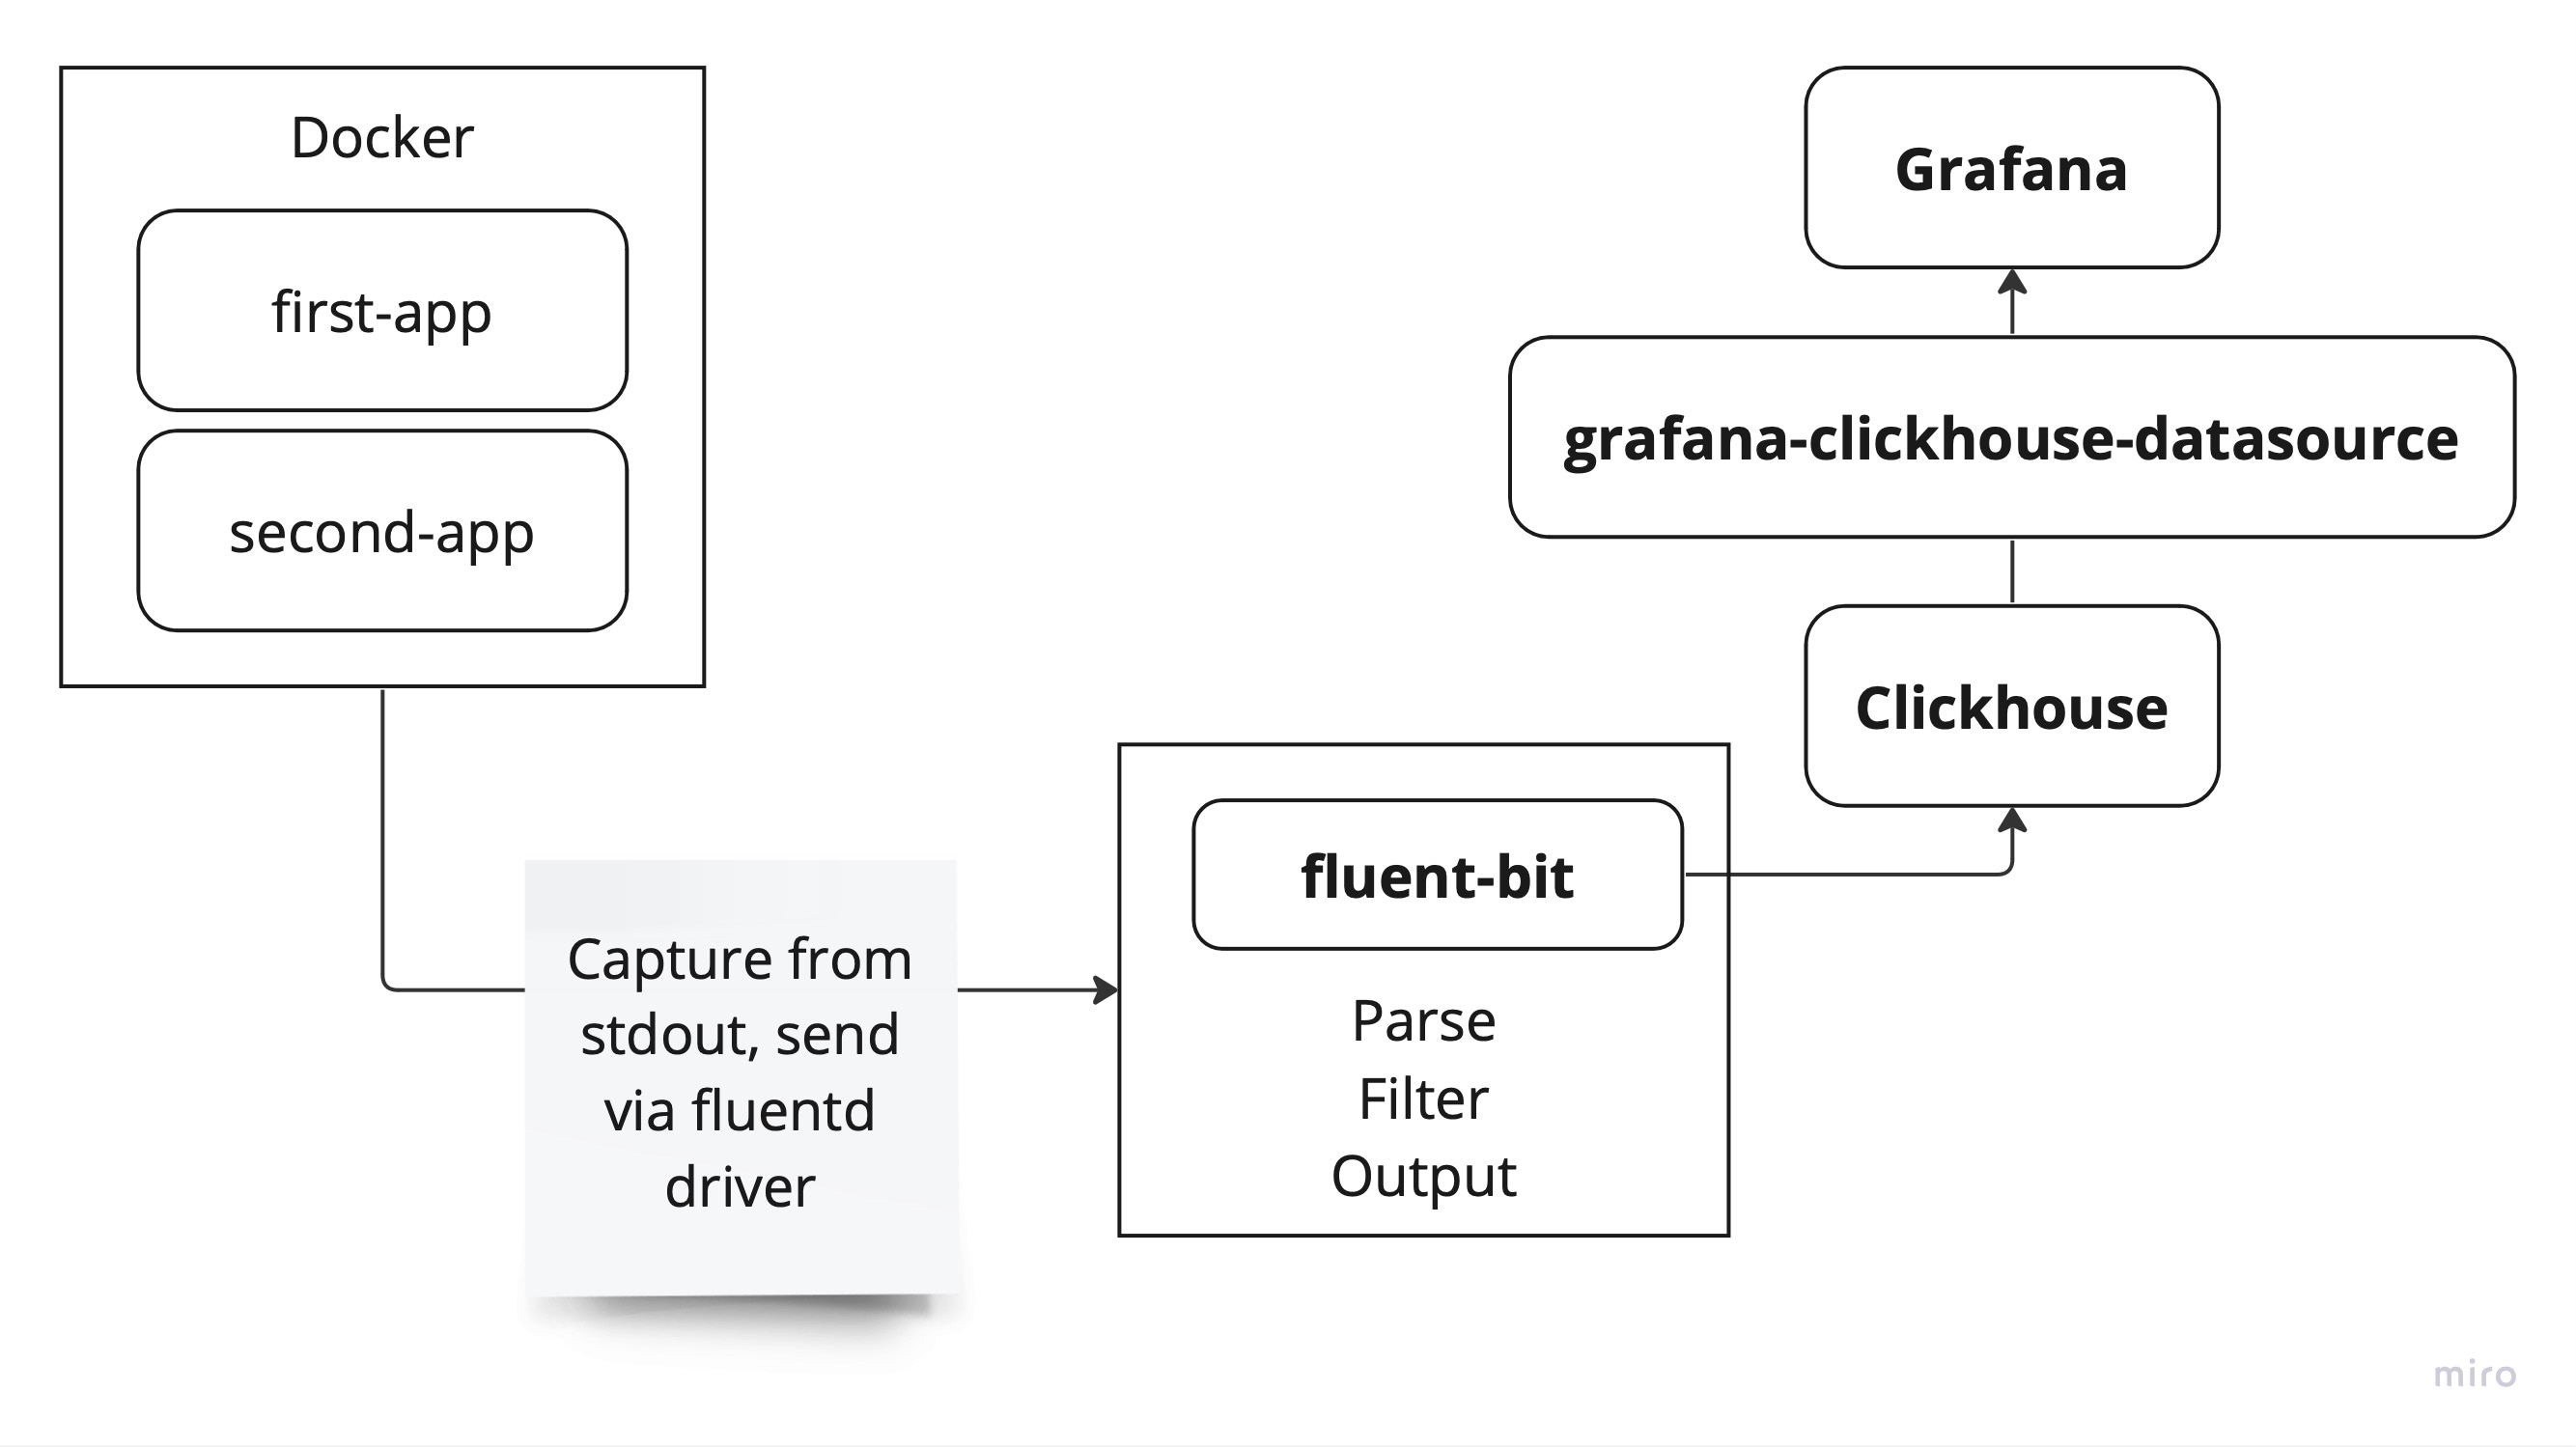 Docker
first-app
second-app
Capture from
stdout, send
via fluentd
driver
fluent-bit
Parse
Filter
Output
Grafana
grafana-clickhouse-datasource
Clickhouse
miro